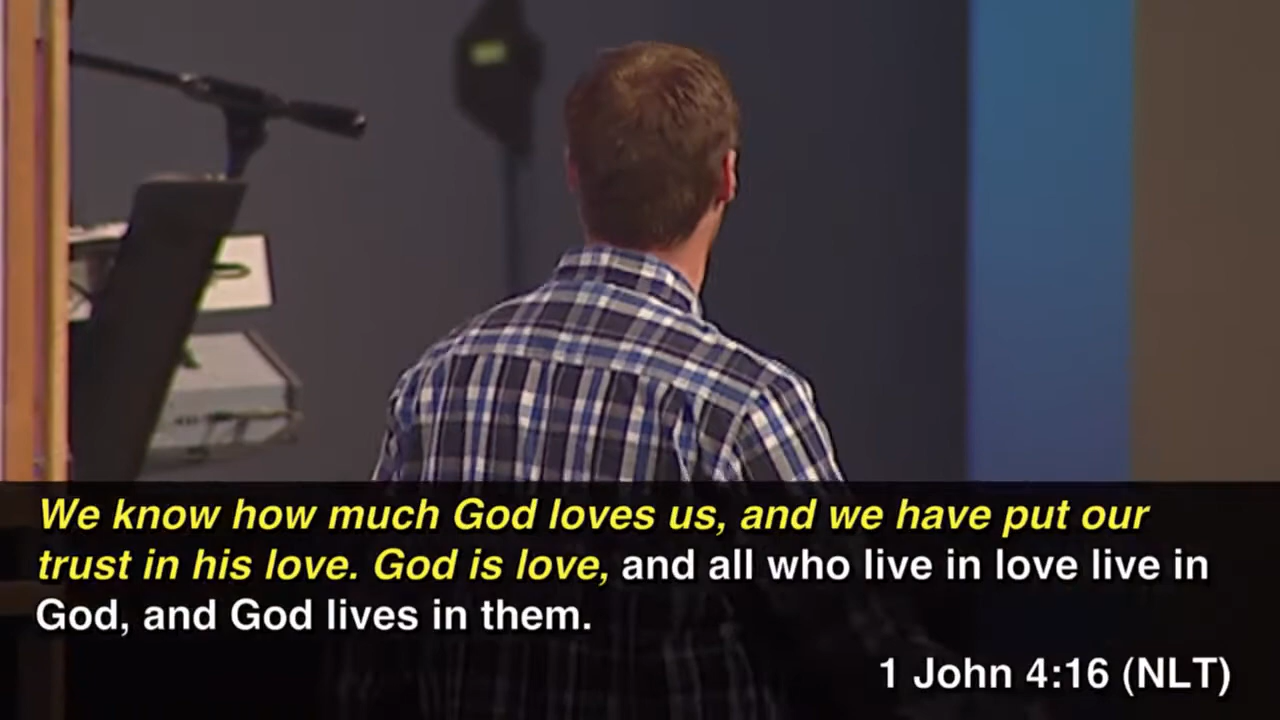 We know how much God loves us, and we have put our
trust in his love. God is love, and all who live in love live in
God, and God lives in them.
1 John 4:16 (NLT)